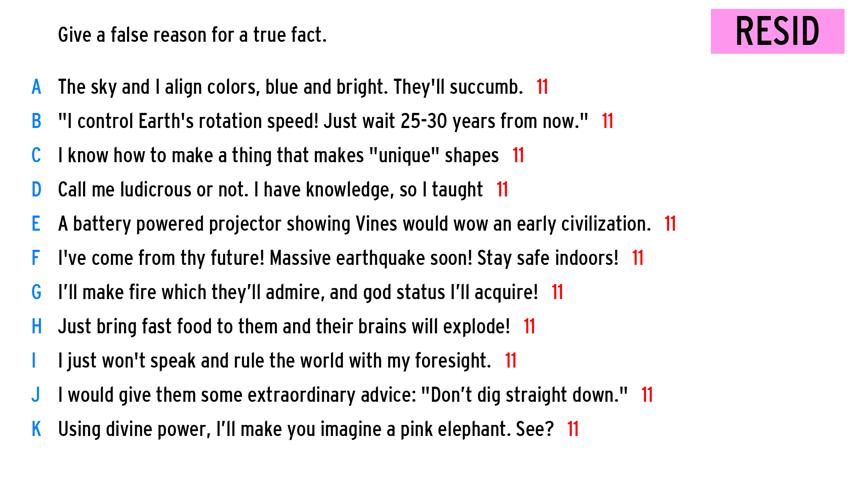 Give a false reason for a true fact.
RESID
A The sky and I align colors, blue and bright. They'll succumb. 11
B "I control Earth's rotation speed! Just wait 25-30 years from now." 11
C I know how to make a thing that makes "unique" shapes 11
D Call me ludicrous or not. I have knowledge, so I taught 11
E A battery powered projector showing Vines would wow an early civilization. 11
F I've come from thy future! Massive earthquake soon! Stay safe indoors! 11
G I’ll make fire which they’ll admire, and god status I’ll acquire! 11
H Just bring fast food to them and their brains will explode! 11
I I just won't speak and rule the world with my foresight. 11
J I would give them some extraordinary advice: "Don’t dig straight down." 11
K Using divine power, I’ll make you imagine a pink elephant. See? 11